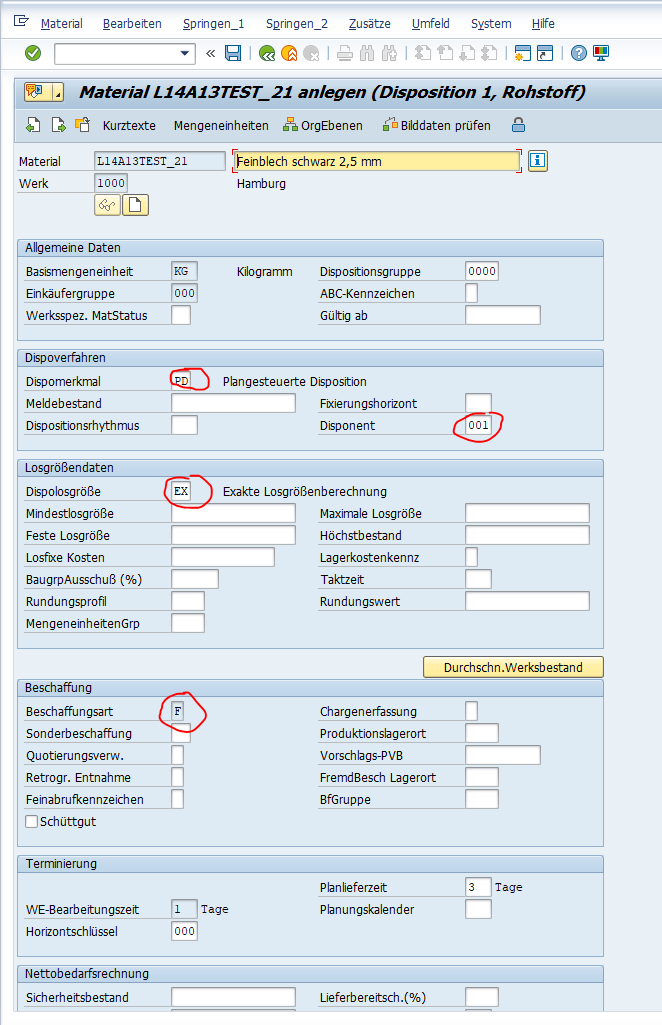 Material Bearbeiten Springen_1 Springen_2 Zusätze Umfeld System Hilfe
Material L14A13TEST_21 anlegen (Disposition 1, Rohstoff)
Kurztexte Mengeneinheiten OrgEbenen Bilddaten prüfen
Material L14A13TEST_21 Feinblech schwarz 2,5 mm
Werk 1000 Hamburg
Allgemeine Daten
Basismengeneinheit KG Kilogramm Dispositionsgruppe 0000
Einkäufergruppe 000 ABC-Kennzeichen
Werksspez. MatStatus Gültig ab
Dispoverfahren
Dispomerkmal PD Plangesteuerte Disposition
Meldebestand Fixierungshorizont
Dispositionsrhythmus Disponent 001
Losgrößendaten
Dispolosgröße EX Exakte Losgrößenberechnung
Mindestlosgröße Maximale Losgröße
Feste Losgröße Höchstbestand
Losfixe Kosten Lagerkostenkennz
BaugrpAusschuß (%) Taktzeit
Rundungsprofil Rundungswert
MengeneinheitenGrp
Durchschn.Werksbestand
Beschaffung
Beschaffungsart F Chargenerfassung
Sonderbeschaffung Produktionslagerort
Quotierungsverw. Vorschlags-PVB
Retrogr. Entnahme FremdBesch Lagerort
Feinabrufkennzeichen BfGruppe
Schüttgut
Terminierung
Planlieferzeit 3 Tage
WE-Bearbeitungszeit 1 Tage Planungskalender
Horizontschlüssel 000
Nettobedarfsrechnung
Sicherheitsbestand Lieferbereitsch.(%)